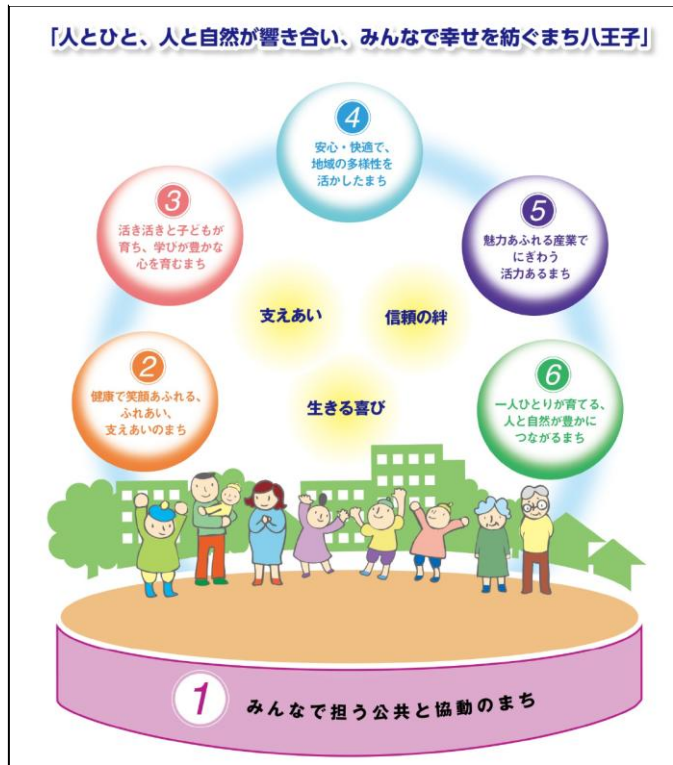 「人とひと、人と自然が響き合い、みんなで幸せを紡ぐまち八王子」
4
安心・快適で、
地域の多様性を
活かしたまち
3
活き活きと子どもが
育ち、学びが豊かな
心を育むまち
5
魅力あふれる産業で
にぎわう
活力あるまち
支えあい
信頼の絆
2
健康で笑顔あふれる、
ふれあい、
支えあいのまち
生きる喜び
6
一人ひとりが育てる、
人と自然が豊かに
つながるまち
1
みんなで担う公共と協働のまち